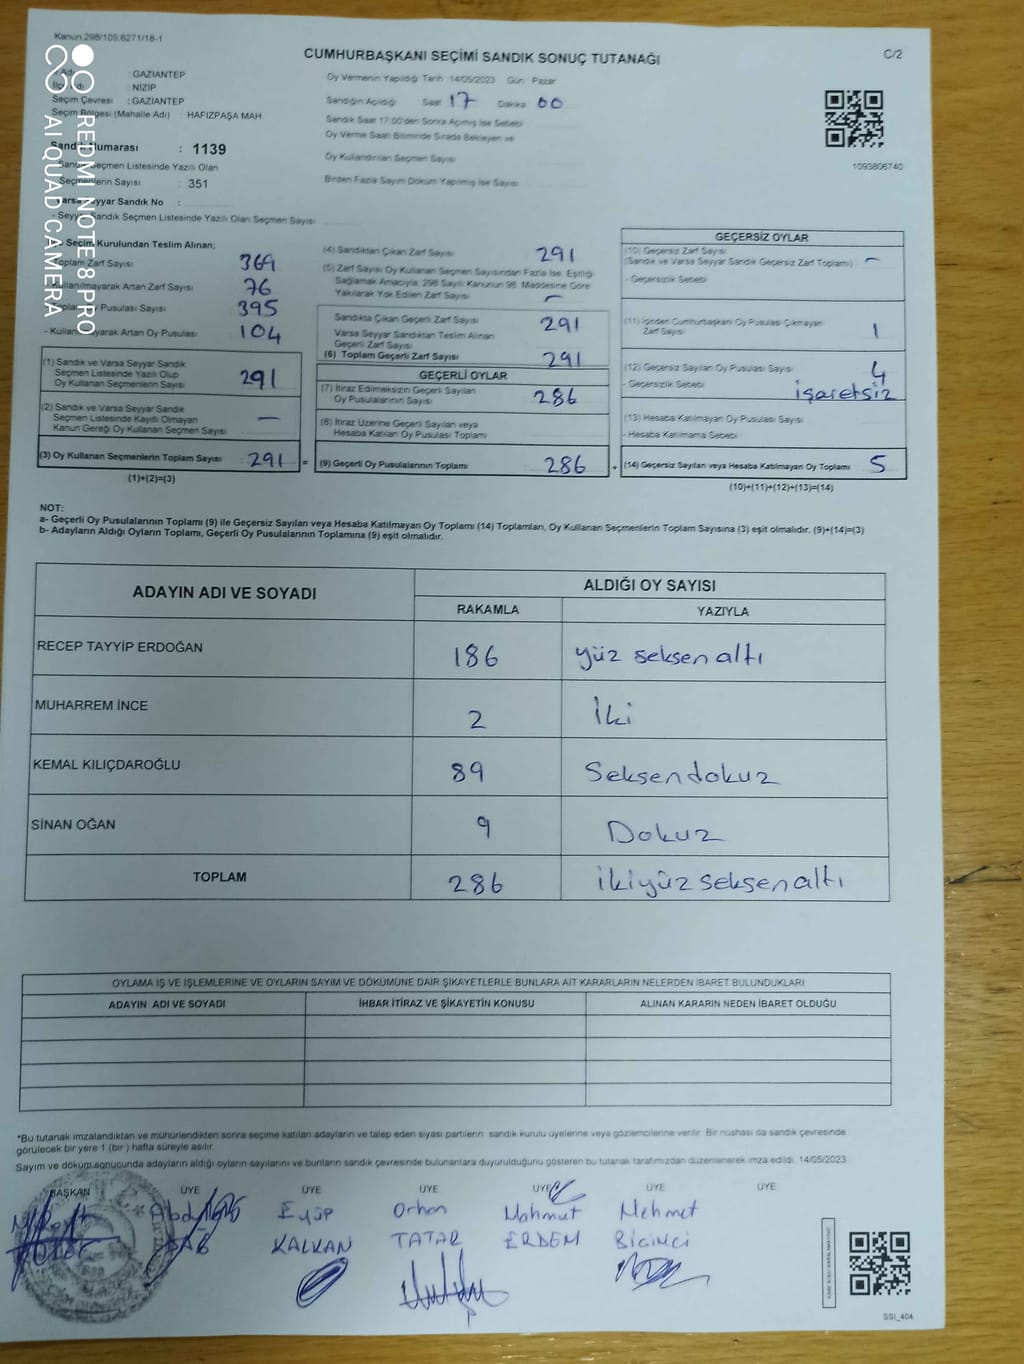 Kanun:298/105;6271/18-1
CUMHURBAŞKANI SEÇİMİ SANDIK SONUÇ TUTANAĞI
C/2
: GAZİANTEP
: NİZİP
Seçim Çevresi : GAZİANTEP
Seçim Bölgesi (Mahalle Adı) HAFIZPAŞA MAH.
Oy Vermenin Yapıldığı Tarih :14/05/2023 Gün : Pazar
Sandığın Açıldığı Saat 17 Dakika 00
Sandık Saat 17:00'den Sonra Açılmış İse Sebebi
Oy Verme Saati Bitiminde Sırada Bekleyen ve
Oy Kullandırılan Seçmen Sayısı
Birden Fazla Sayım Döküm Yapılmış İse Sayısı
1093806740
Numarası : 1139
Seçmen Listesinde Yazılı Olan
Seçmenlerin Sayısı : 351
Seyyar Sandık No :
Sandık Seçmen Listesinde Yazılı Olan Seçmen Sayısı
REDMI NOTE 8 PRO
AI QUAD CAMERA
Seçim Kurulundan Teslim Alınan;
Toplam Zarf Sayısı 369
Artan Zarf Sayısı 76
Pusulası Sayısı 395
Artan Oy Pusulası 104
(1) Sandık ve Varsa Seyyar Sandık
Seçmen Listesinde Yazılı Olup
Oy Kullanan Seçmenlerin Sayısı 291
(2) Sandık ve Varsa Seyyar Sandık
Seçmen Listesinde Kayıtlı Olmayan
Kanun Gereği Oy Kullanan Seçmen Sayısı —
(3) Oy Kullanan Seçmenlerin Toplam Sayısı 291 =
(1)+(2)=(3)
(4) Sandıktan Çıkan Zarf Sayısı 291
(5) Zarf Sayısı Oy Kullanan Seçmen Sayısından Fazla İse, Eşitliği
Sağlamak Amacıyla, 298 Sayılı Kanunun 98. Maddesine Göre
Yakılarak Yok Edilen Zarf Sayısı —
Sandıkta Çıkan Geçerli Zarf Sayısı 291
Varsa Seyyar Sandıktan Teslim Alınan
Geçerli Zarf Sayısı
(6) Toplam Geçerli Zarf Sayısı 291
GEÇERLİ OYLAR
(7) İtiraz Edilmeksizin Geçerli Sayılan
Oy Pusulalarının Sayısı 286
(8) İtiraz Üzerine Geçerli Sayılan veya
Hesaba Katılan Oy Pusulası Toplamı
(9) Geçerli Oy Pusulalarının Toplamı 286 +
GEÇERSİZ OYLAR
(10) Geçersiz Zarf Sayısı
(Sandık ve Varsa Seyyar Sandık Geçersiz Zarf Toplamı) —
- Geçersizlik Sebebi
(11) İçinden Cumhurbaşkanı Oy Pusulası Çıkmayan
Zarf Sayısı 1
(12) Geçersiz Sayılan Oy Pusulası Sayısı 4
- Geçersizlik Sebebi işaretsiz
(13) Hesaba Katılmayan Oy Pusulası Sayısı
- Hesaba Katılmama Sebebi
(14) Geçersiz Sayılan veya Hesaba Katılmayan Oy Toplamı 5
(10)+(11)+(12)+(13)=(14)
NOT:
a- Geçerli Oy Pusulalarının Toplamı (9) ile Geçersiz Sayılan veya Hesaba Katılmayan Oy Toplamı (14) Toplamları, Oy Kullanan Seçmenlerin Toplam Sayısına (3) eşit olmalıdır. (9)+(14)=(3)
b- Adayların Aldığı Oyların Toplamı, Geçerli Oy Pusulalarının Toplamına (9) eşit olmalıdır.
ADAYIN ADI VE SOYADI ALDIĞI OY SAYISI
RAKAMLA YAZIYLA
RECEP TAYYİP ERDOĞAN 186 yüz seksen altı
MUHARREM İNCE 2 İki
KEMAL KILIÇDAROĞLU 89 Seksendokuz
SİNAN OĞAN 9 Dokuz
TOPLAM 286 ikiyüz seksen altı
OYLAMA İŞ VE İŞLEMLERİNE VE OYLARIN SAYIM VE DÖKÜMÜNE DAİR ŞİKAYETLERLE BUNLARA AİT KARARLARIN NELERDEN İBARET BULUNDUKLARI
ADAYIN ADI VE SOYADI İHBAR İTİRAZ VE ŞİKAYETİN KONUSU ALINAN KARARIN NEDEN İBARET OLDUĞU
*Bu tutanak imzalandıktan ve mühürlendikten sonra seçime katılan adayların ve talep eden siyasi partilerin sandık kurulu üyelerine veya gözlemcilerine verilir. Bir nüshası da sandık çevresinde
görülecek bir yere 1 (bir ) hafta süreyle asılır.
Sayım ve döküm sonucunda adayların aldığı oyların sayılarını ve bunların sandık çevresinde bulunanlara duyurulduğunu gösteren bu tutanak tarafımızdan düzenlenerek imza edildi. 14/05/2023
BAŞKAN ÜYE ÜYE ÜYE ÜYE ÜYE ÜYE
Eyüp Orhan Mahmut Mehmet
KALKAN TATAR ERDEM Bicinci
SSI_404